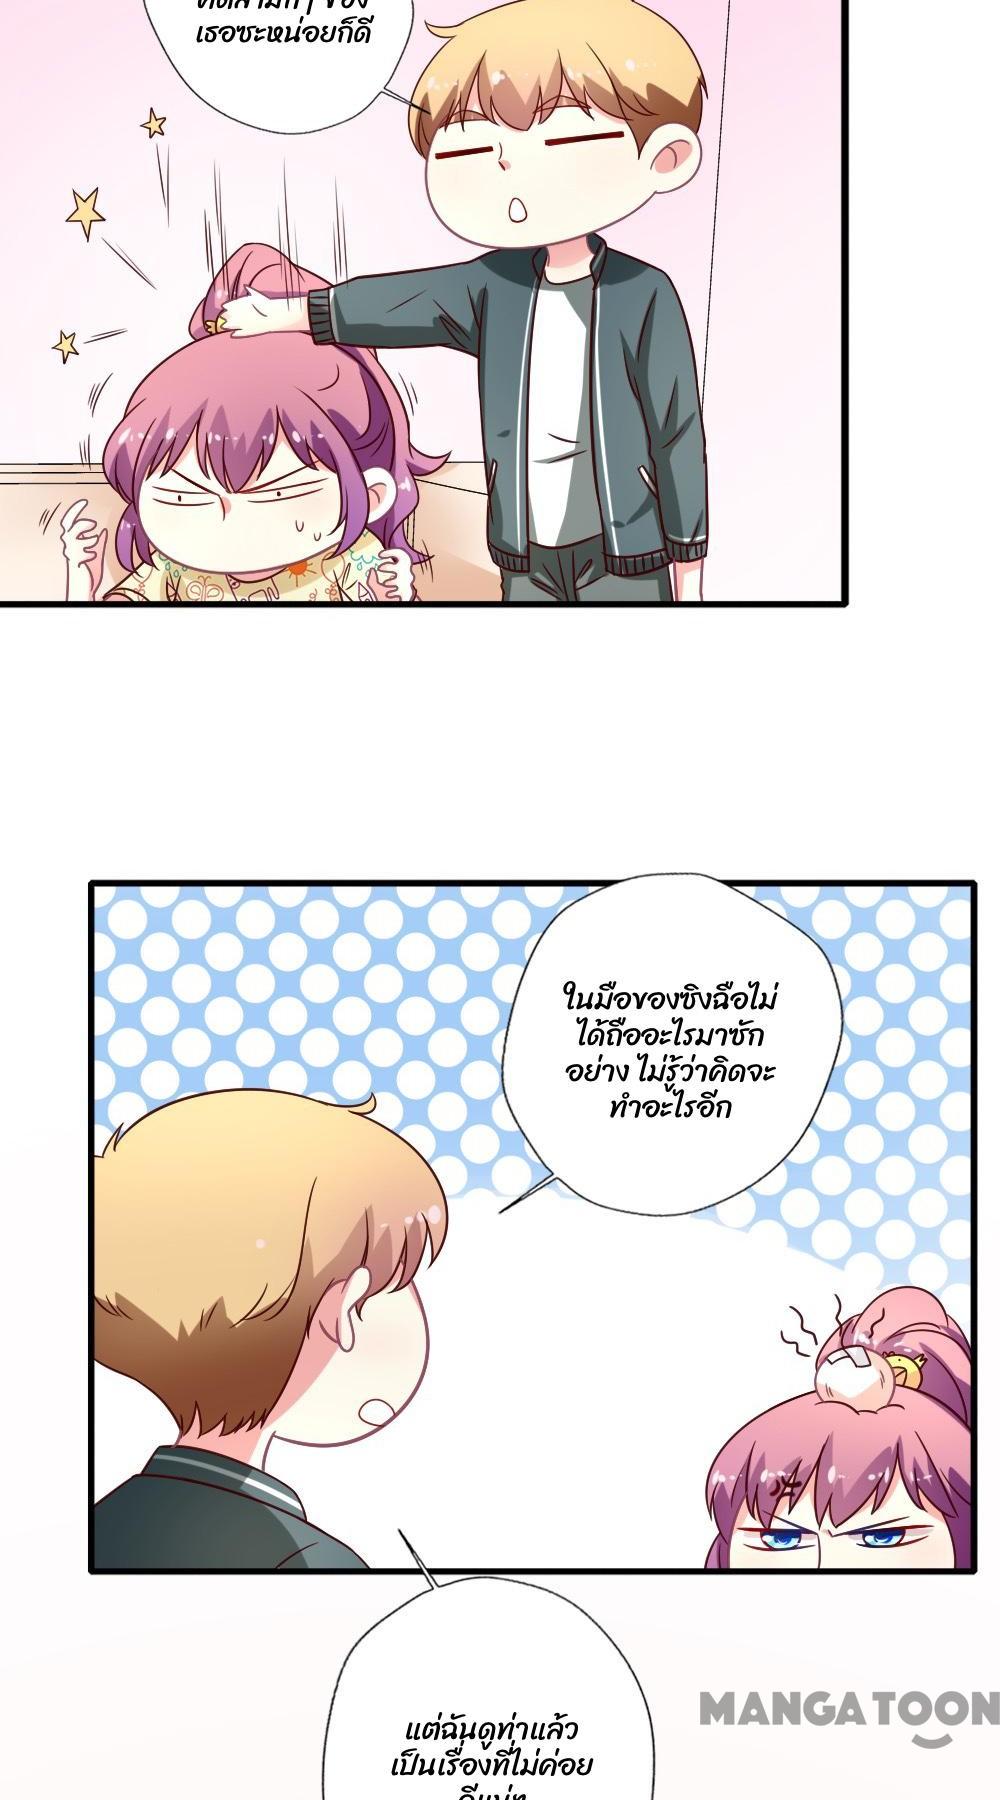 เธอซะหน่อยก็ดี
ในมือของซิงฉือไม่
ได้ถืออะไรมาซัก
อย่าง ไม่รู้ว่าคิดจะ
ทำอะไรอีก
MANGATOON
แต่ฉันดูท่าแล้ว
เป็นเรื่องที่ไม่ค่อย